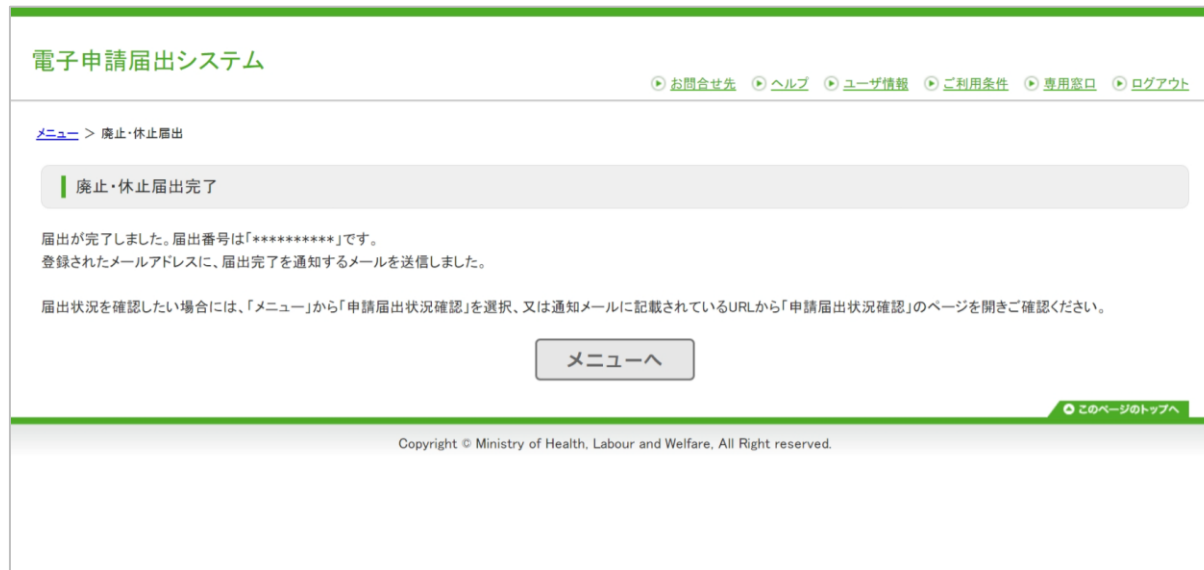 電子申請届出システム
お問合せ先 ヘルプ ユーザ情報 ご利用条件 専用窓口 ログアウト
メニュー ＞ 廃止・休止届出
廃止・休止届出完了
届出が完了しました。届出番号は「**********」です。
登録されたメールアドレスに、届出完了を通知するメールを送信しました。
届出状況を確認したい場合には、「メニュー」から「申請届出状況確認」を選択、又は通知メールに記載されているURLから「申請届出状況確認」のページを開きご確認ください。
メニューへ
このページのトップへ
Copyright © Ministry of Health, Labour and Welfare, All Right reserved.